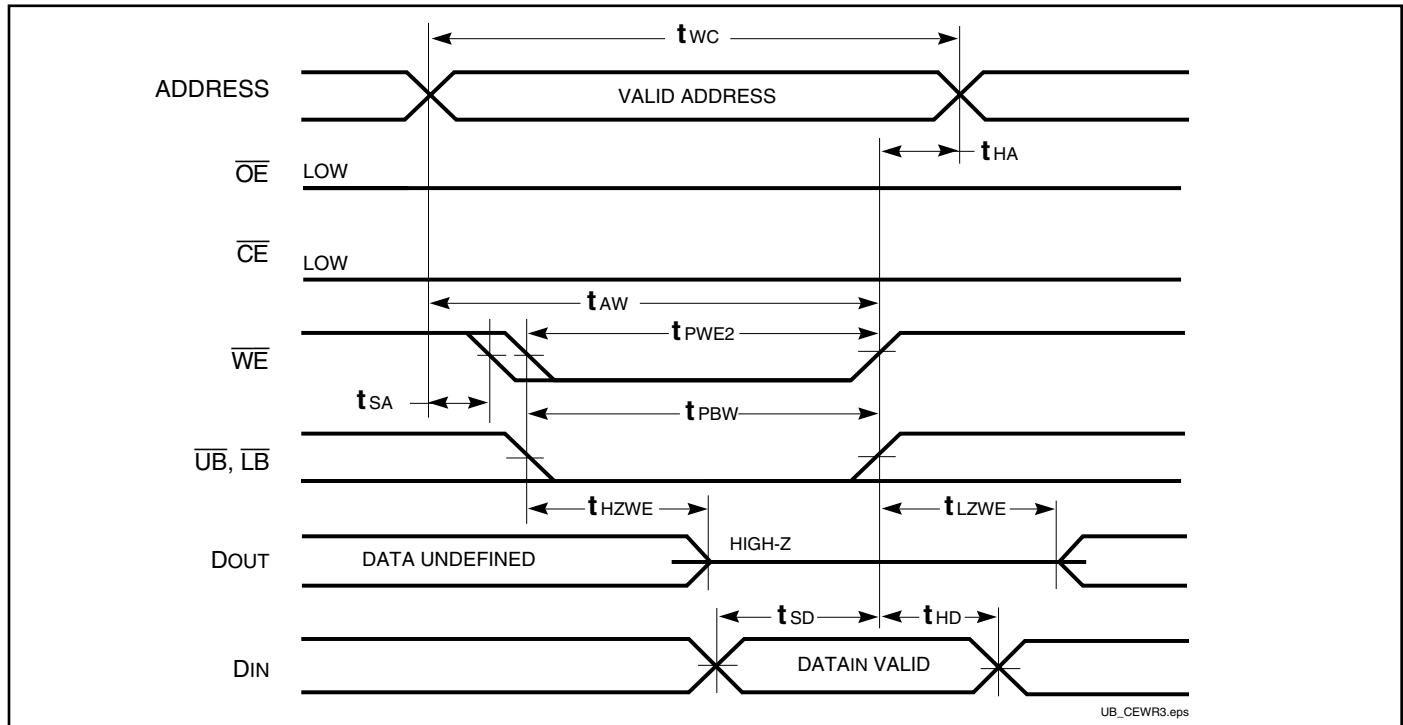 tWC
ADDRESS
VALID ADDRESS
tHA
OE
LOW
CE
LOW
tAW
tPWE2
WE
tSA
tPBW
UB, LB
tHZWE
tLZWE
HIGH-Z
DOUT
DATA UNDEFINED
tSD
tHD
DIN
DATAIN VALID
UB_CEWR3.eps